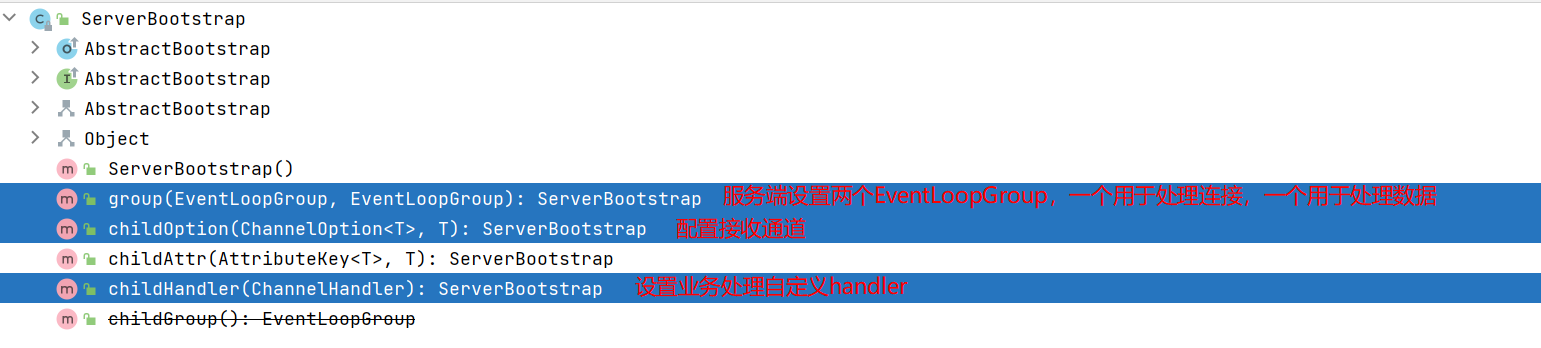 ServerBootstrap
AbstractBootstrap
AbstractBootstrap
AbstractBootstrap
Object
ServerBootstrap()
group(EventLoopGroup, EventLoopGroup): ServerBootstrap 服务端设置两个EventLoopGroup，一个用于处理连接，一个用于处理数据
childOption(ChannelOption<T>, T): ServerBootstrap 配置接收通道
childAttr(AttributeKey<T>, T): ServerBootstrap
childHandler(ChannelHandler): ServerBootstrap 设置业务处理自定义handler
childGroup(): EventLoopGroup